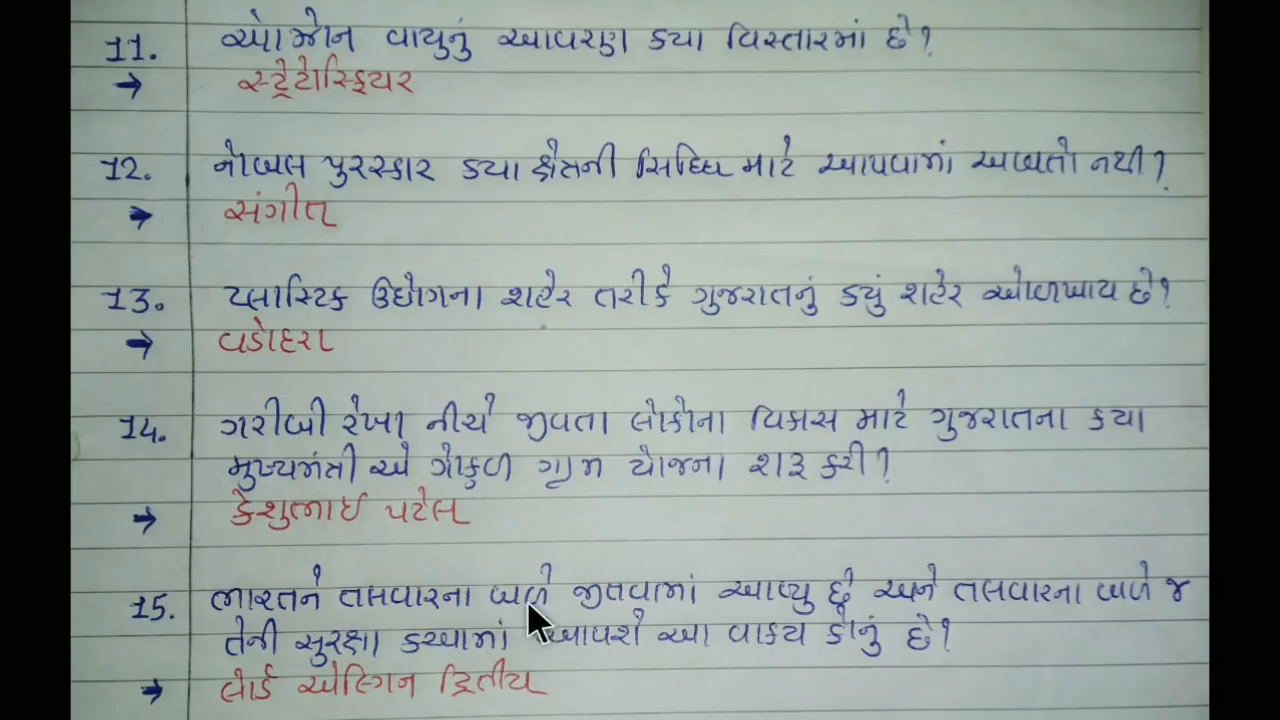 11. ઓઝોન વાયુનું આવરણ કયા વિસ્તારમાં છે?
→ સ્ટ્રેટોસ્ફિયર
12. નોબલ પુરસ્કાર કયા ક્ષેત્રની સિધ્ધિ માટે આપવામાં આવતો નથી?
→ સંગીત
13. પ્લાસ્ટિક ઉદ્યોગના શહેર તરીકે ગુજરાતનું કયું શહેર ઓળખાય છે?
→ વડોદરા
14. ગરીબી રેખા નીચે જીવતા લોકોના વિકાસ માટે ગુજરાતના કયા
મુખ્યમંત્રી એ ગોકુળ ગ્રામ યોજના શરૂ કરી?
→ કેશુભાઇ પટેલ
15. ભારતને તલવારના બળે જીતવામાં આવ્યુ છે અને તલવારના બળે જ
તેની સુરક્ષા કરવામાં આવશે આ વાક્ય કોનું છે?
→ લોર્ડ એલ્ગિન દ્રિતીય